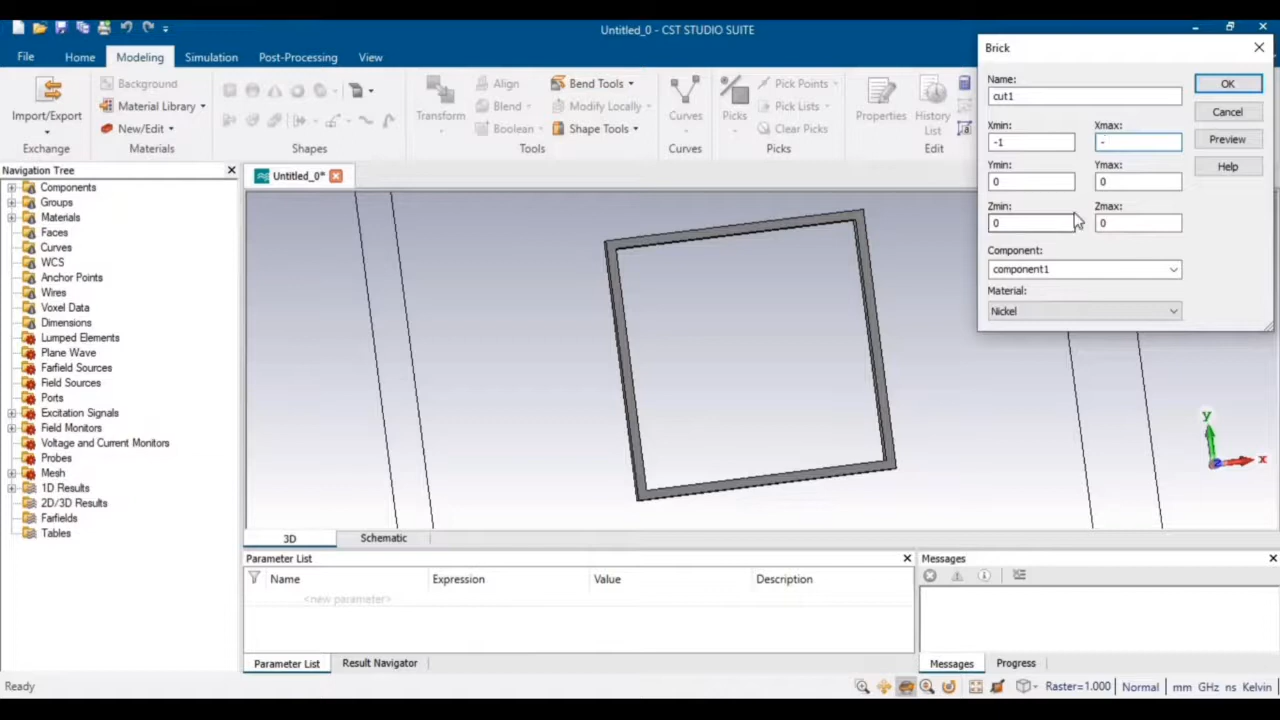 Untitled_0 - CST STUDIO SUITE
File
Home
Modeling
Simulation
Post-Processing
View
Import/Export
Exchange
Background
Material Library
New/Edit
Materials
Shapes
Transform
Align
Blend
Boolean
Bend Tools
Modify Locally
Shape Tools
Tools
Curves
Curves
Picks
Pick Points
Pick Lists
Clear Picks
Picks
Properties
History
List
Edit
Brick
Name:
cut1
OK
Cancel
Preview
Help
Xmin:
Xmax:
-1
-
Ymin:
Ymax:
0
0
Zmin:
Zmax:
0
0
Component:
component1
Material:
Nickel
Navigation Tree
Components
Groups
Materials
Faces
Curves
WCS
Anchor Points
Wires
Voxel Data
Dimensions
Lumped Elements
Plane Wave
Farfield Sources
Field Sources
Ports
Excitation Signals
Field Monitors
Voltage and Current Monitors
Probes
Mesh
1D Results
2D/3D Results
Farfields
Tables
Untitled_0*
y
x
3D
Schematic
Parameter List
Name
Expression
Value
Description
<new parameter>
Parameter List
Result Navigator
Messages
Messages
Progress
Ready
Raster=1.000
Normal
mm GHz ns Kelvin